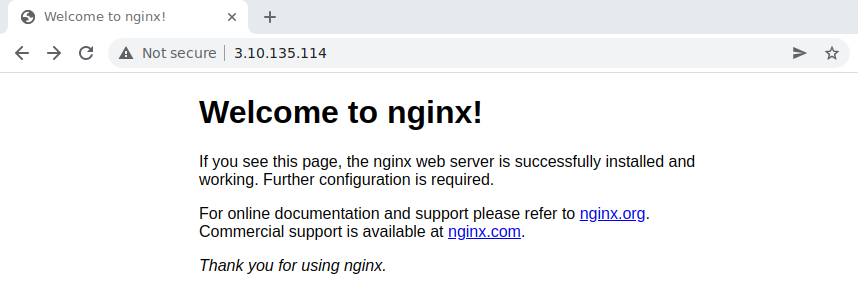 Welcome to nginx!
Not secure 3.10.135.114
Welcome to nginx!
If you see this page, the nginx web server is successfully installed and
working. Further configuration is required.
For online documentation and support please refer to nginx.org.
Commercial support is available at nginx.com.
Thank you for using nginx.